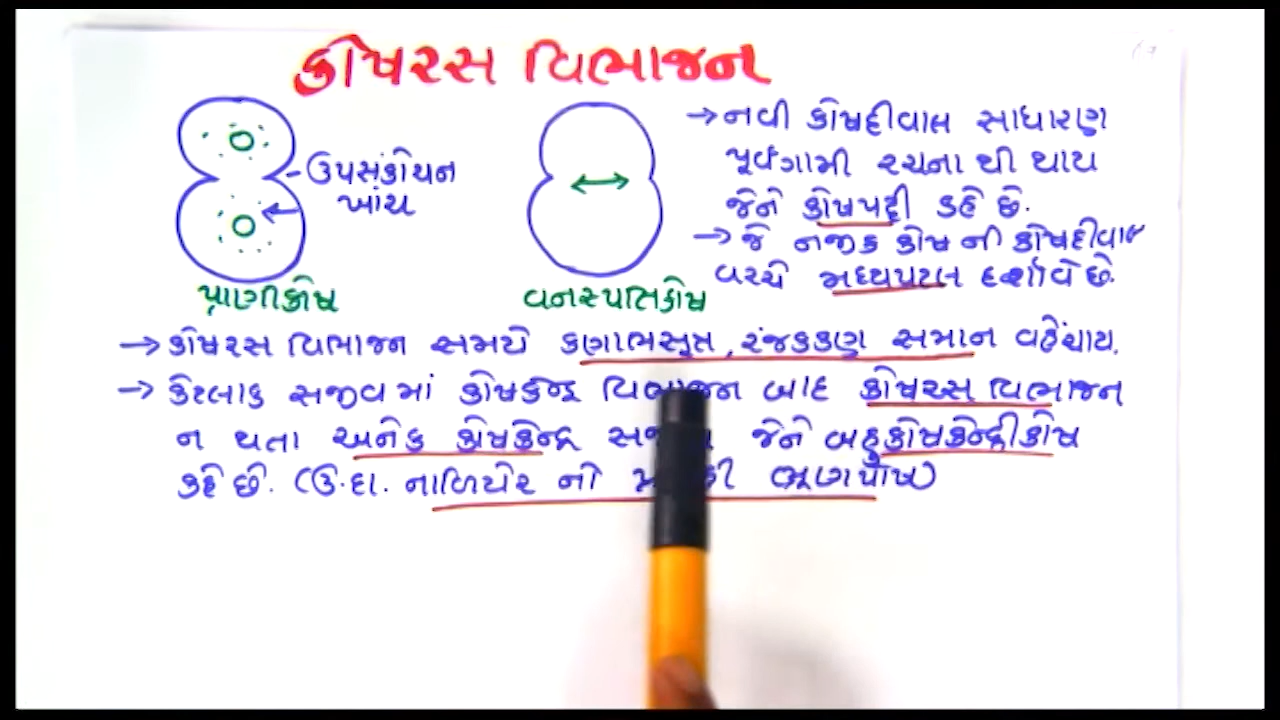 કોષરસ વિભાજન
ઉપસંકોચન
ખાંચ
પ્રાણીકોષ
વનસ્પતિકોષ
→ નવી કોષદીવાલ સાધારણ
પૂર્વગામી રચના થી થાય
જેને કોષપટ્ટી કહે છે.
→ જે નજીક કોષ ની કોષદીવાલ
વચ્ચે મધ્યપટલ દર્શાવે છે.
→ કોષરસ વિભાજન સમયે કણાભસૂત્ર, રંજકકણ સમાન વહેંચાય.
→ કેટલાક સજીવ માં કોષકેન્દ્ર વિભાજન બાદ કોષરસ વિભાજન
ન થતા અનેક કોષકેન્દ્ર જેને બહુકોષકેન્દ્રીકોષ
કહે છે. (ઉ.દા. નાળિયેર નો ભ્રૂણપોષ)